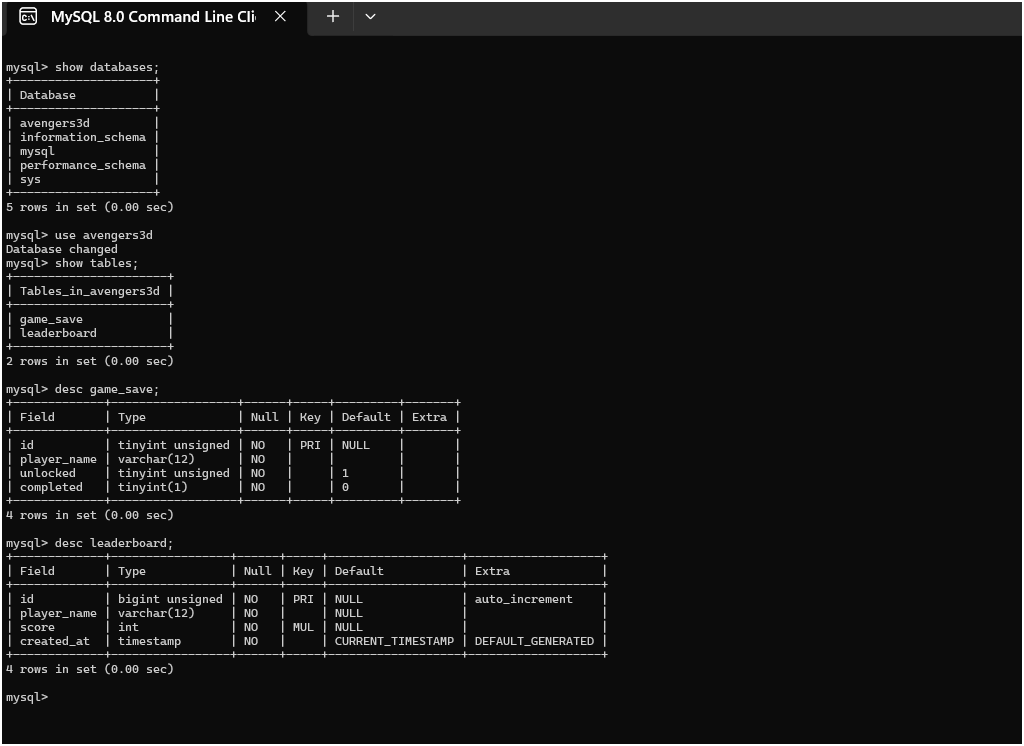 MySQL 8.0 Command Line Cli
mysql> show databases;
+--------------------+
| Database           |
+--------------------+
| avengers3d         |
| information_schema |
| mysql              |
| performance_schema |
| sys                |
+--------------------+
5 rows in set (0.00 sec)
mysql> use avengers3d
Database changed
mysql> show tables;
+----------------------+
| Tables_in_avengers3d |
+----------------------+
| game_save            |
| leaderboard          |
+----------------------+
2 rows in set (0.00 sec)
mysql> desc game_save;
+-------------+------------------+------+-----+---------+-------+
| Field       | Type             | Null | Key | Default | Extra |
+-------------+------------------+------+-----+---------+-------+
| id          | tinyint unsigned | NO   | PRI | NULL    |       |
| player_name | varchar(12)      | NO   |     |         |       |
| unlocked    | tinyint unsigned | NO   |     | 1       |       |
| completed   | tinyint(1)       | NO   |     | 0       |       |
+-------------+------------------+------+-----+---------+-------+
4 rows in set (0.00 sec)
mysql> desc leaderboard;
+-------------+-----------------+------+-----+-------------------+-------------------+
| Field       | Type            | Null | Key | Default           | Extra             |
+-------------+-----------------+------+-----+-------------------+-------------------+
| id          | bigint unsigned | NO   | PRI | NULL              | auto_increment    |
| player_name | varchar(12)     | NO   |     | NULL              |                   |
| score       | int             | NO   | MUL | NULL              |                   |
| created_at  | timestamp       | NO   |     | CURRENT_TIMESTAMP | DEFAULT_GENERATED |
+-------------+-----------------+------+-----+-------------------+-------------------+
4 rows in set (0.00 sec)
mysql>